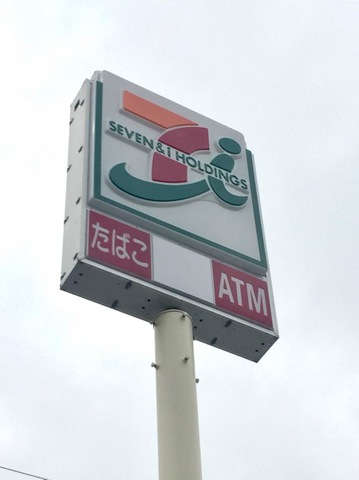 SEVEN & i HOLDINGS
たばこ
ATM